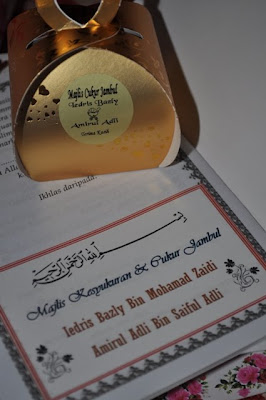 Majlis Cukur Jambul
Iedris Bazly
&
Amirul Adli
Terima Kasih
Ikhlas daripada:
بسم الله الرحمن الرحيم
Majlis Kesyukuran & Cukur Jambul
Iedris Bazly Bin Mohamad Zaidi
Amirul Adli Bin Saiful Adli